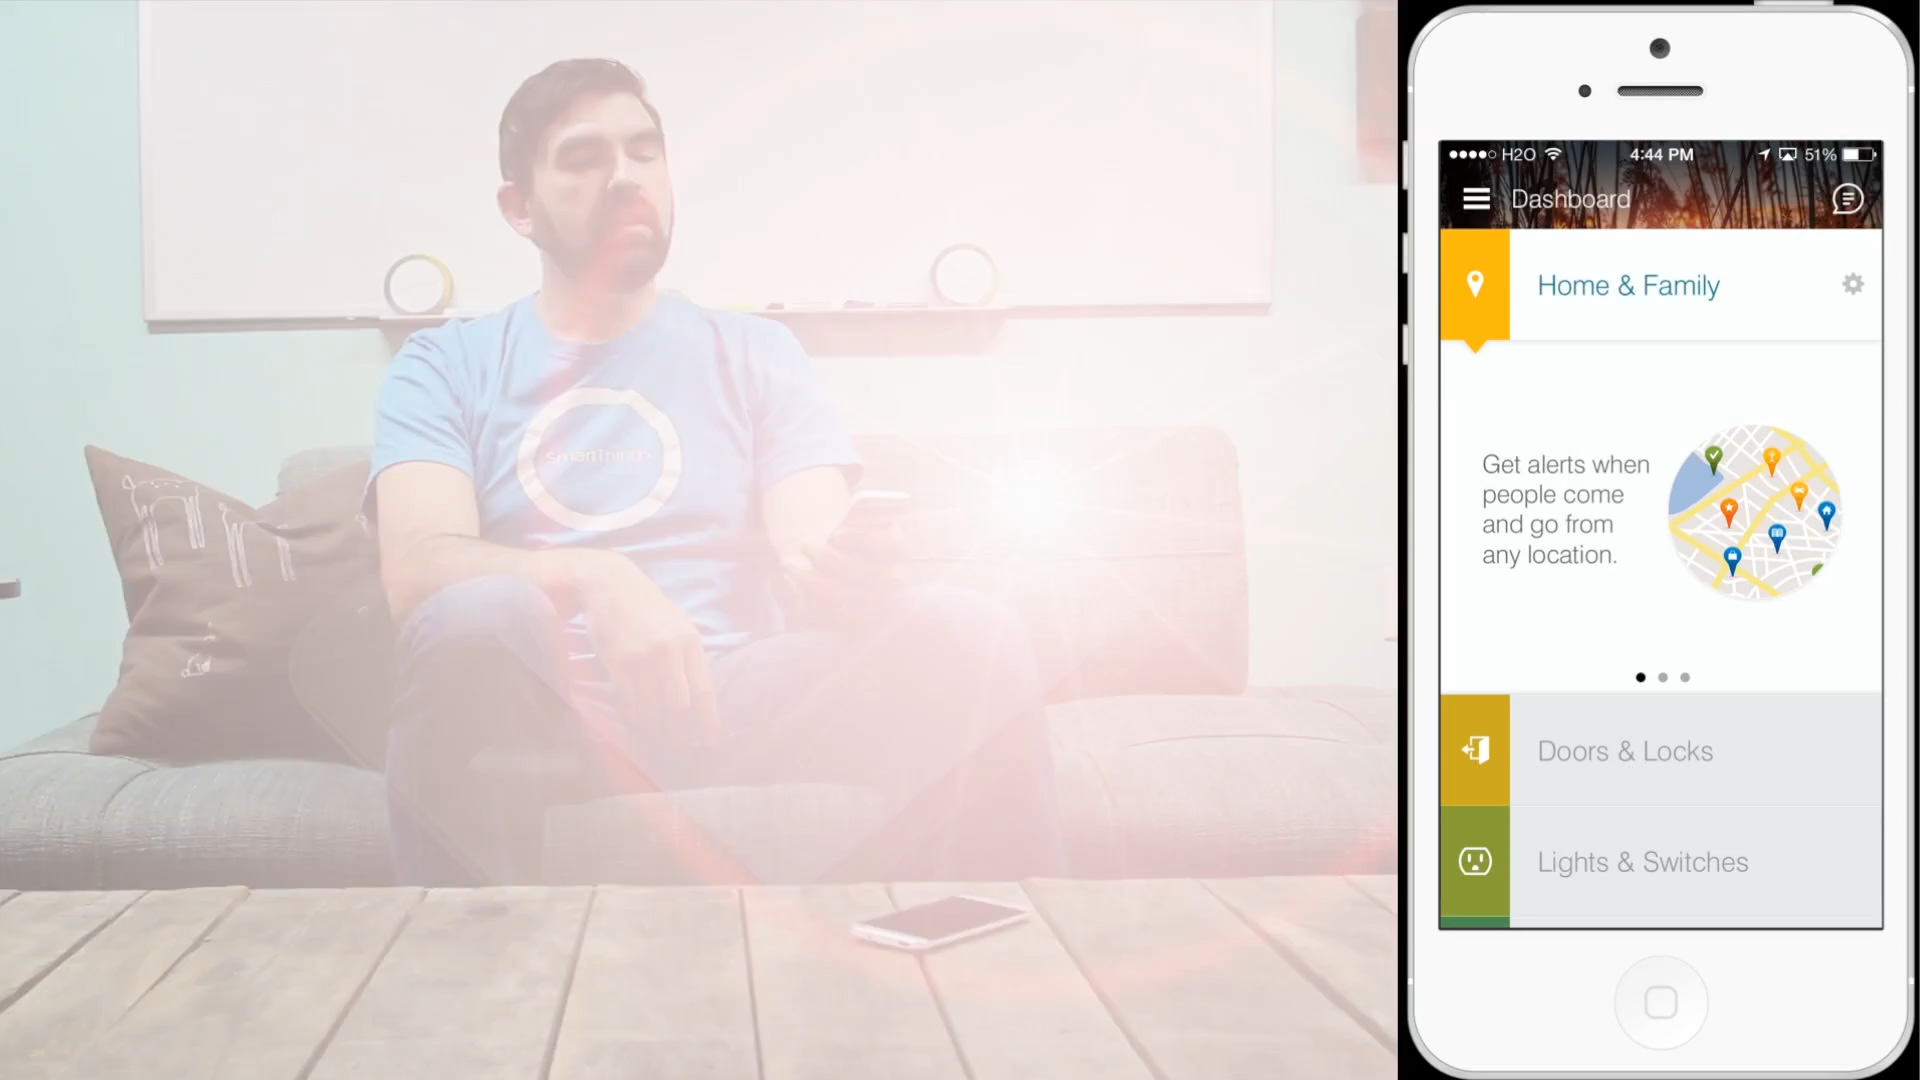 SmartThings
H2O
4:44 PM
51%
Dashboard
Home & Family
Get alerts when
people come
and go from
any location.
Doors & Locks
Lights & Switches